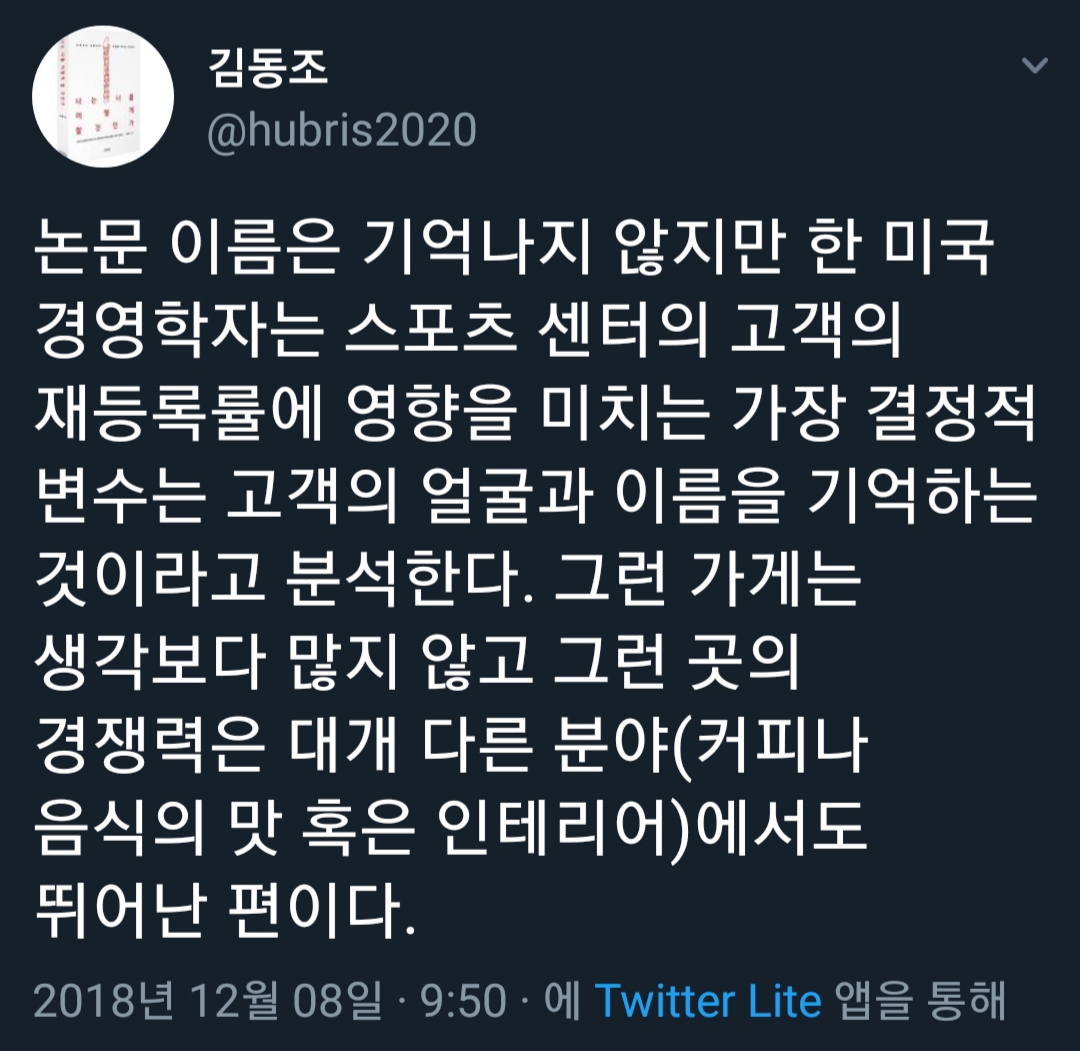 김동조
@hubris2020
논문 이름은 기억나지 않지만 한 미국
경영학자는 스포츠 센터의 고객의
재등록률에 영향을 미치는 가장 결정적
변수는 고객의 얼굴과 이름을 기억하는
것이라고 분석한다. 그런 가게는
생각보다 많지 않고 그런 곳의
경쟁력은 대개 다른 분야(커피나
음식의 맛 혹은 인테리어)에서도
뛰어난 편이다.
2018년 12월 08일 · 9:50 · 에 Twitter Lite 앱을 통해